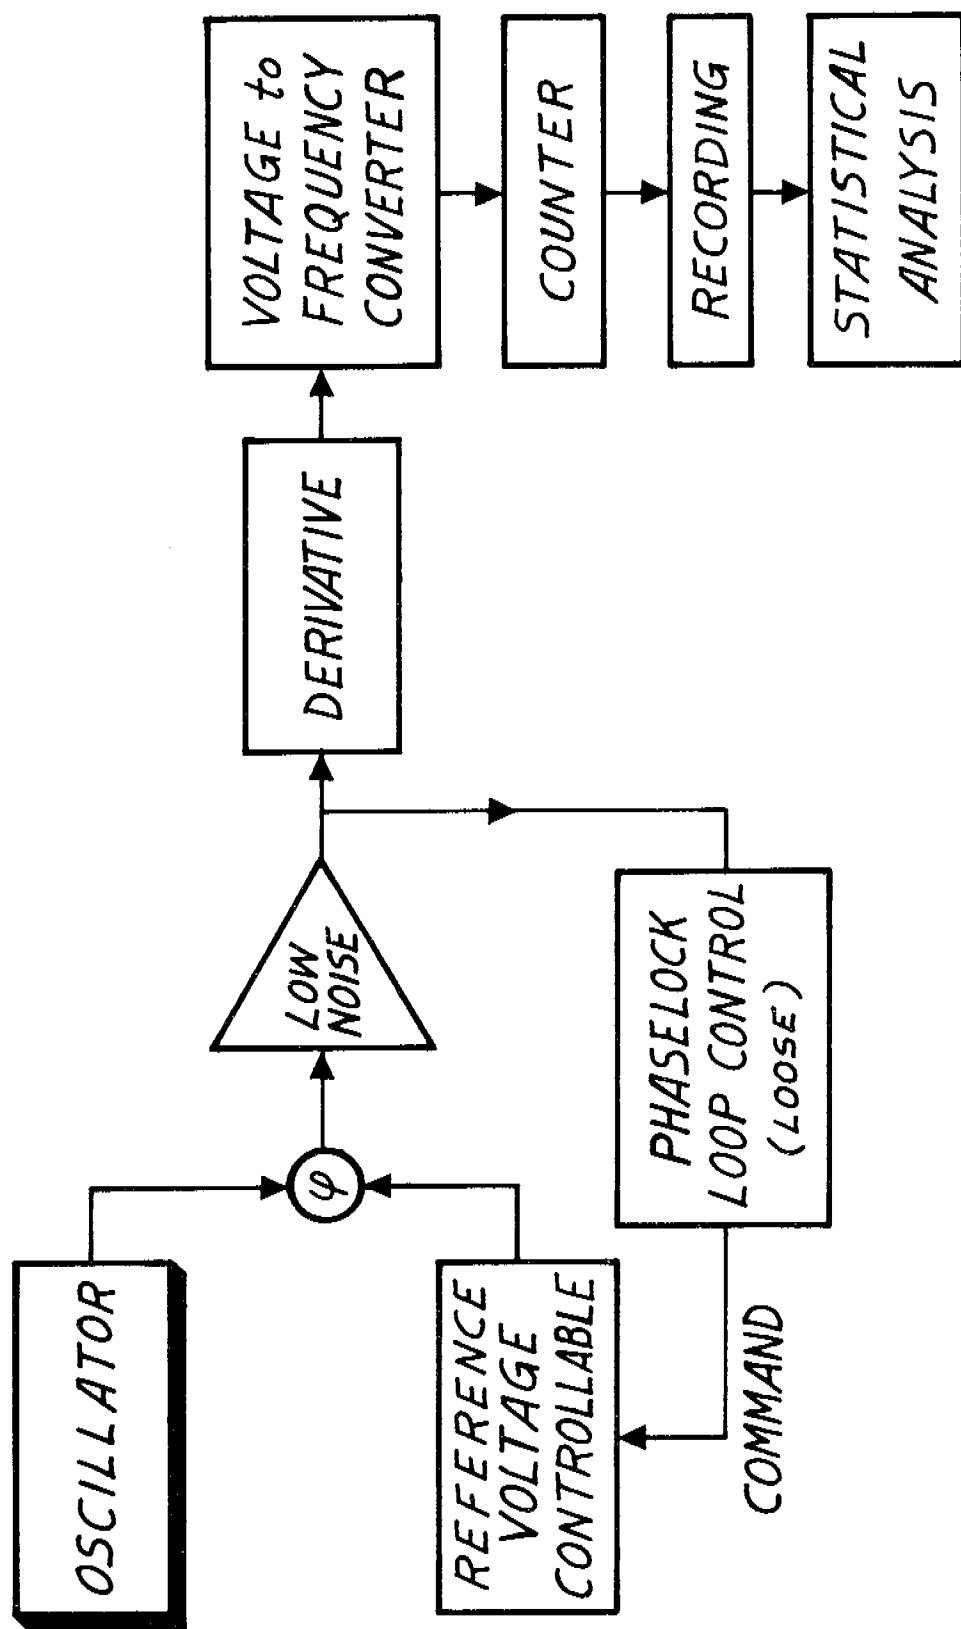 OSCILLATOR
φ
REFERENCE
VOLTAGE
CONTROLLABLE
LOW
NOISE
PHASELOCK
LOOP CONTROL
(LOOSE)
COMMAND
DERIVATIVE
VOLTAGE to
FREQUENCY
CONVERTER
COUNTER
RECORDING
STATISTICAL
ANALYSIS